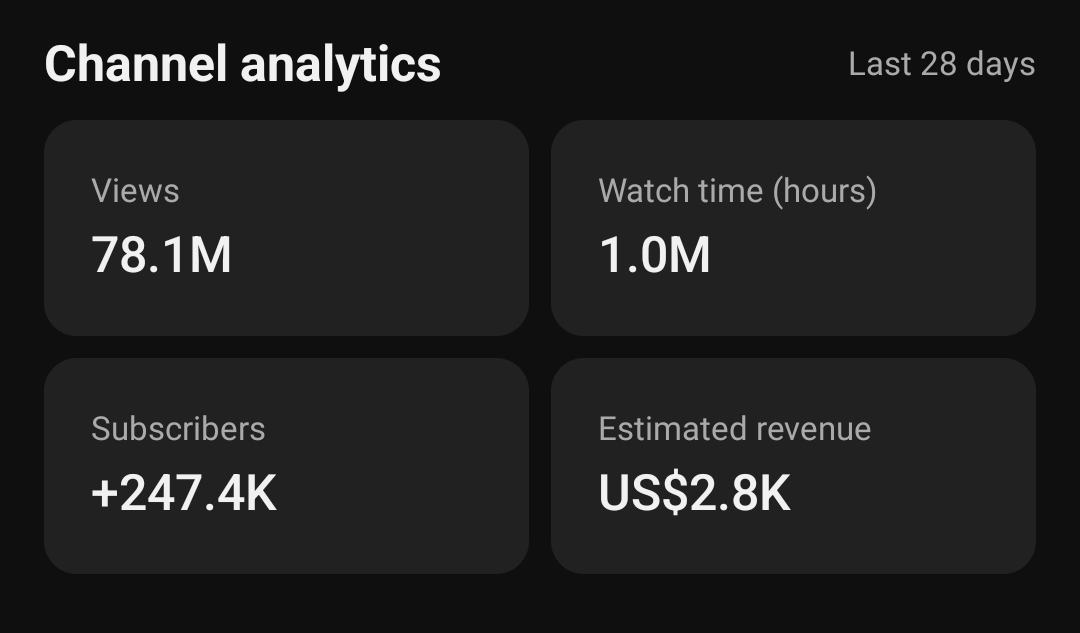 Channel analytics
Last 28 days
Views
78.1M
Watch time (hours)
1.0M
Subscribers
+247.4K
Estimated revenue
US$2.8K